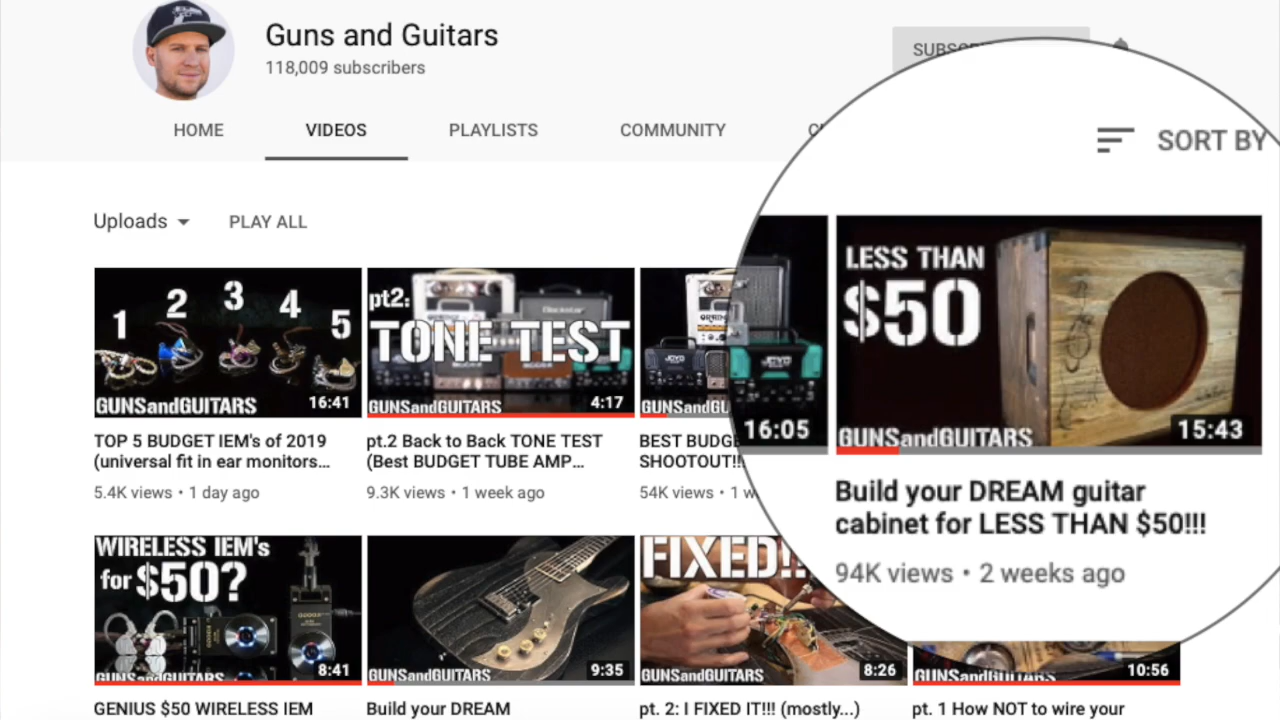 Guns and Guitars
118,009 subscribers
SUBSC
HOME
VIDEOS
PLAYLISTS
COMMUNITY
SORT BY
Uploads
PLAY ALL
1 2 3 4 5
GUNSandGUITARS
16:41
TOP 5 BUDGET IEM's of 2019
(universal fit in ear monitors...
5.4K views • 1 day ago
pt2:
TONE TEST
GUNSandGUITARS
4:17
pt.2 Back to Back TONE TEST
(Best BUDGET TUBE AMP...
9.3K views • 1 week ago
JOYO
GUNSandGU
16:05
BEST BUDGE
SHOOTOUT!!!
54K views • 1 w
LESS THAN
$50
GUNSandGUITARS
15:43
Build your DREAM guitar
cabinet for LESS THAN $50!!!
94K views • 2 weeks ago
WIRELESS IEM's
for $50?
GUNSandGUITARS
8:41
GENIUS $50 WIRELESS IEM
GUNSandGUITARS
9:35
Build your DREAM
FIXED!!
GUNSandGUITARS
8:26
pt. 2: I FIXED IT!!! (mostly...)
GUNSandGUITARS
10:56
pt. 1 How NOT to wire your